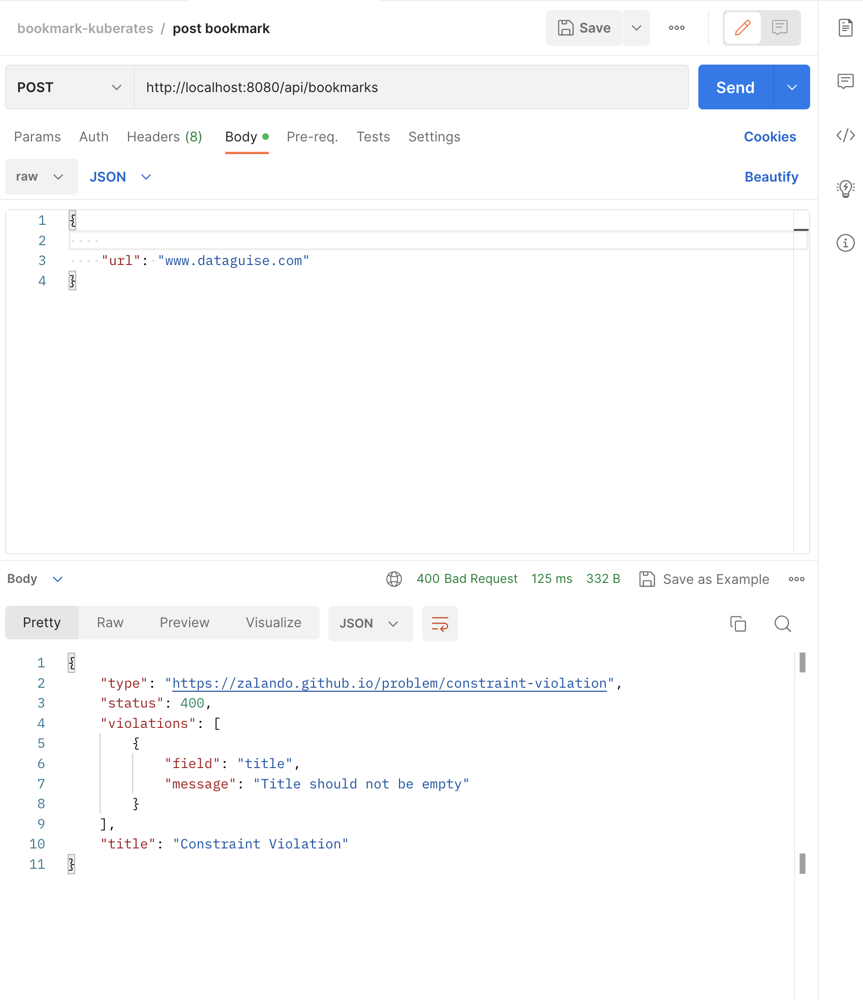 bookmark-kuberates / post bookmark
Save
POST
http://localhost:8080/api/bookmarks
Send
Params Auth Headers (8) Body Pre-req. Tests Settings Cookies
raw JSON Beautify
1 {
2
3 "url": "www.dataguise.com"
4 }
Body 400 Bad Request 125 ms 332 B Save as Example
Pretty Raw Preview Visualize JSON
1 {
2 "type": "https://zalando.github.io/problem/constraint-violation",
3 "status": 400,
4 "violations": [
5 {
6 "field": "title",
7 "message": "Title should not be empty"
8 }
9 ],
10 "title": "Constraint Violation"
11 }